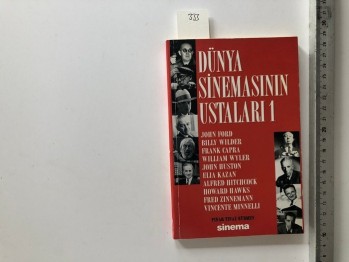 333
DÜNYA
SİNEMASININ
USTALARI 1
JOHN FORD
BILLY WILDER
FRANK CAPRA
WILLIAM WYLER
JOHN HUSTON
ELIA KAZAN
ALFRED HITCHCOCK
HOWARD HAWKS
FRED ZINNEMANN
VINCENTE MINNELLI
sinema